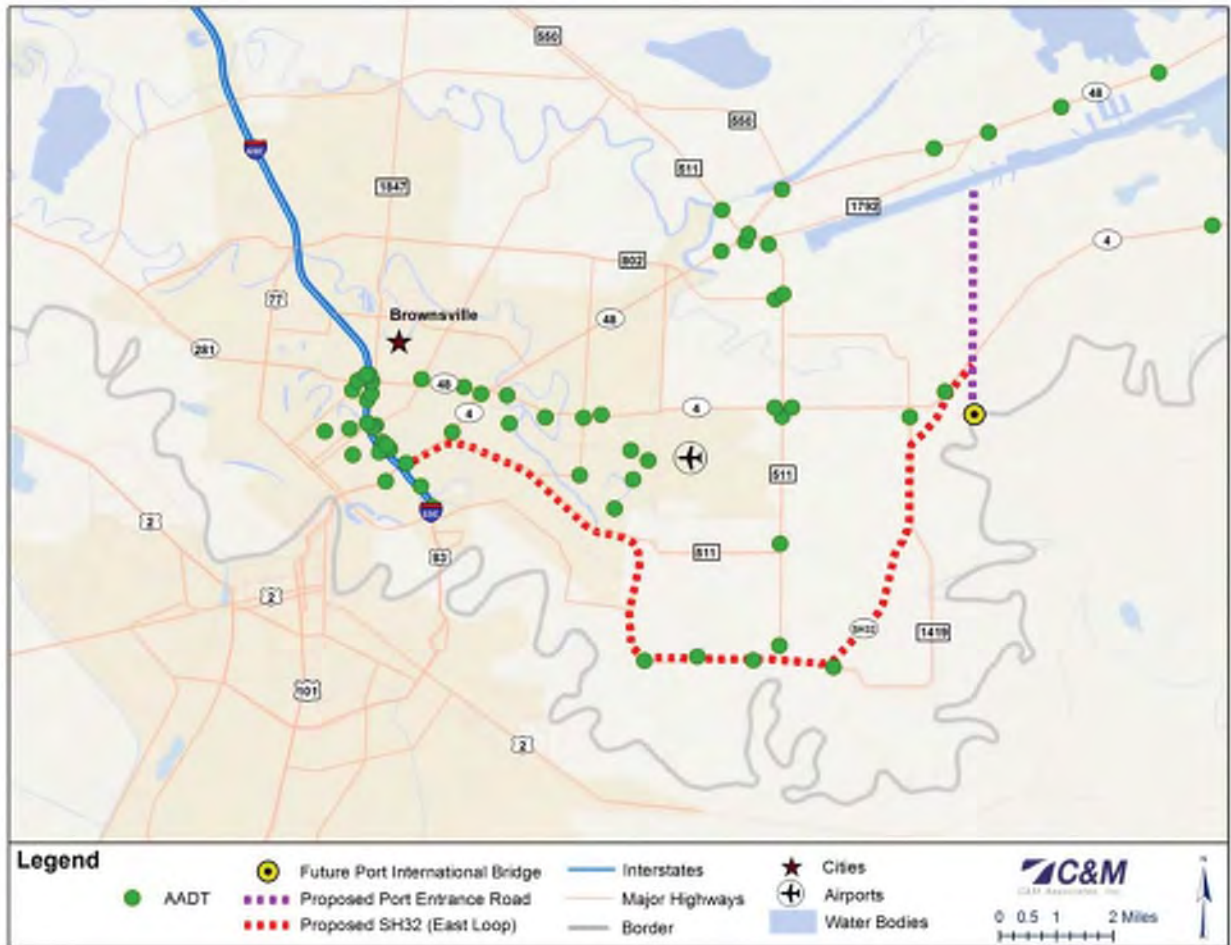 550
48
550
511
1847
1792
4
802
77
48
Brownsville
281
48
4
4
511
2
511
83
2
SH32
1419
101
2
Legend
Future Port International Bridge
Interstates
Cities
C&M
C&M Associates, Inc.
N
AADT
Proposed Port Entrance Road
Major Highways
Airports
Proposed SH32 (East Loop)
Border
Water Bodies
0 0.5 1 2 Miles